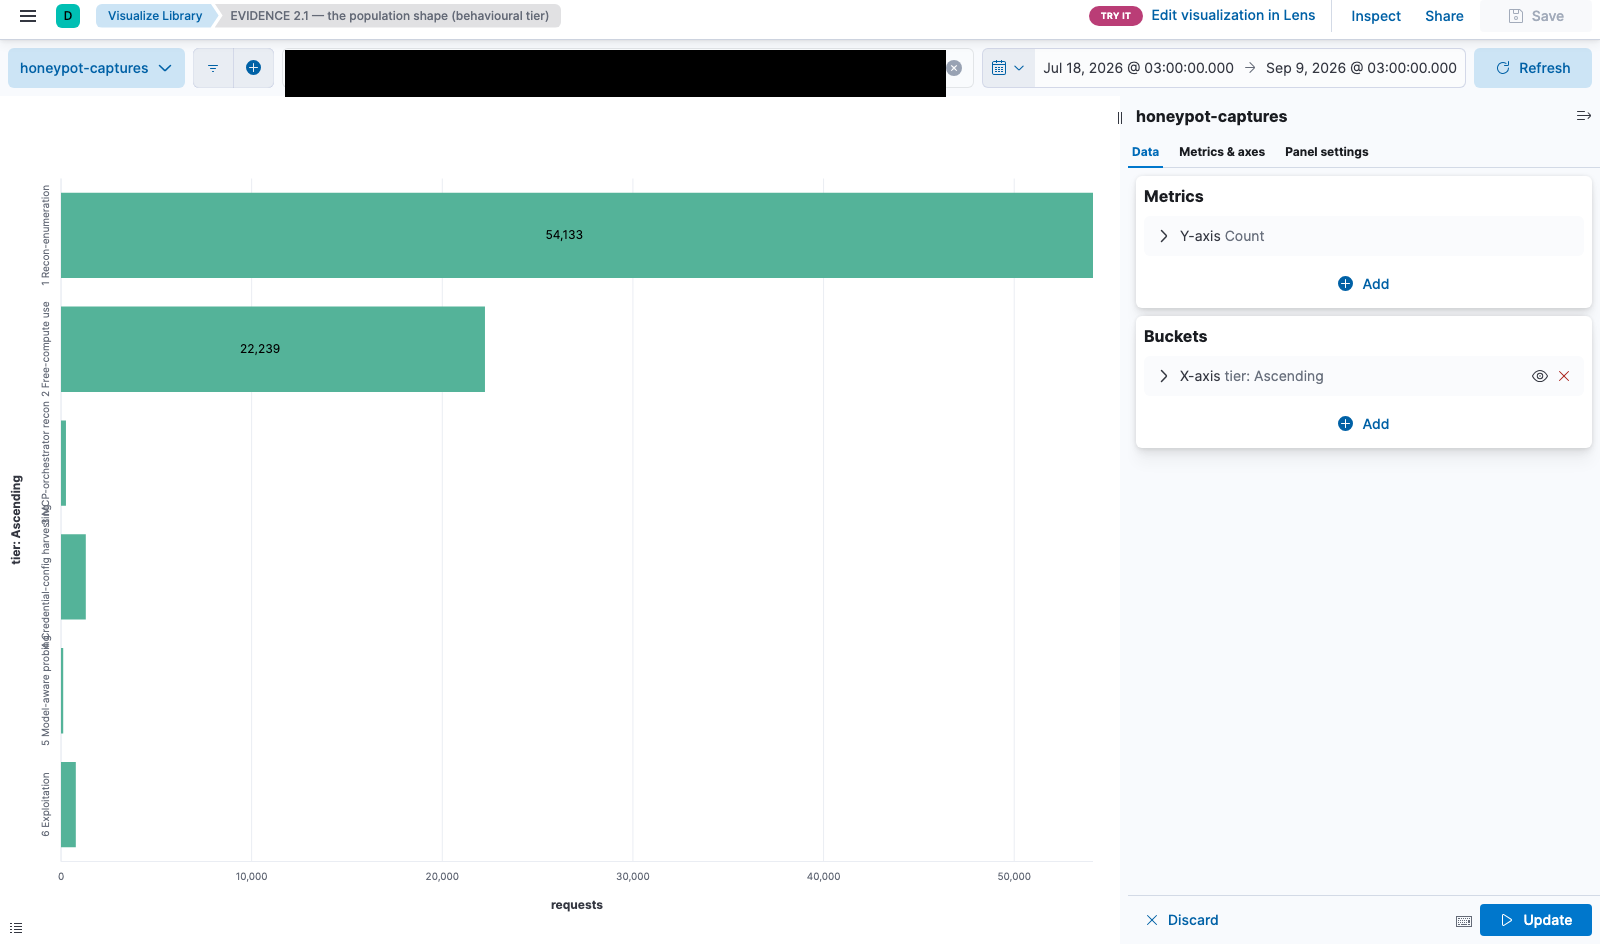 D
Visualize Library
EVIDENCE 2.1 — the population shape (behavioural tier)
TRY IT
Edit visualization in Lens
Inspect
Share
Save
honeypot-captures
Jul 18, 2026 @ 03:00:00.000 → Sep 9, 2026 @ 03:00:00.000
Refresh
honeypot-captures
Data
Metrics & axes
Panel settings
Metrics
Y-axis Count
Add
Buckets
X-axis tier: Ascending
Add
tier: Ascending
1 Recon-enumeration
54,133
2 Free-compute use
22,239
MCP-orchestrator recon
Credential-config harvesting
5 Model-aware probing
6 Exploitation
0
10,000
20,000
30,000
40,000
50,000
requests
Discard
Update